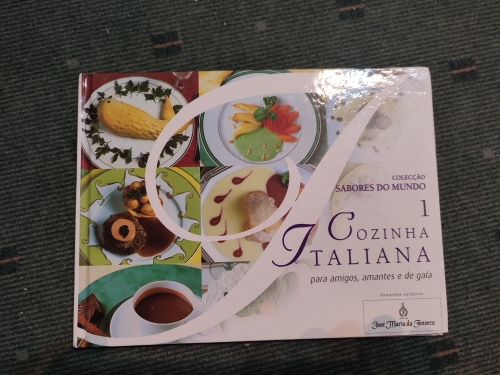 COLECÇÃO
SABORES DO MUNDO
1
COZINHA
ITALIANA
para amigos, amantes e de gala
José Maria da Fonseca